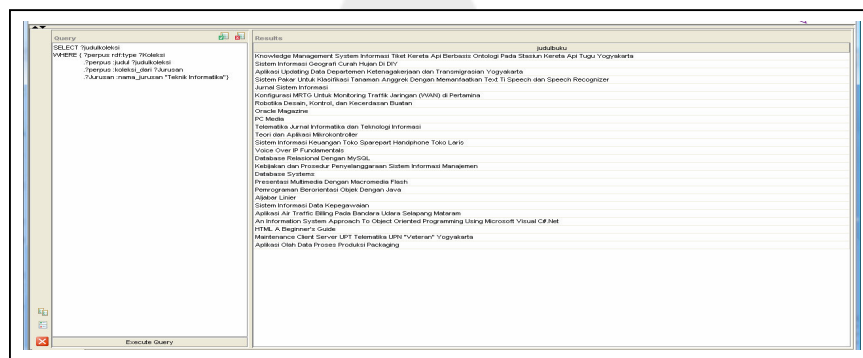 Query
SELECT ?judulkoleksi
WHERE { ?perpus rdf:type ?Koleksi
.?perpus :judul ?judulkoleksi
.?perpus :koleksi_dari ?Jurusan
.?Jurusan :nama_jurusan "Teknik Informatika"}
Execute Query
Results
judulbuku
Knowledge Management System Informasi Tiket Kereta Api Berbasis Ontologi Pada Stasiun Kereta Api Tugu Yogyakarta
Sistem Informasi Geografi Curah Hujan Di DIY
Aplikasi Updating Data Departemen Ketenagakerjaan dan Transmigrasian Yogyakarta
Sistem Pakar Untuk Klasifikasi Tanaman Anggrek Dengan Memanfaatkan Text Ti Speech dan Speech Recognizer
Jurnal Sistem Informasi
Konfigurasi MRTG Untuk Monitoring Traffik Jaringan (WAN) di Pertamina
Robotika Desain, Kontrol, dan Kecerdasan Buatan
Oracle Magazine
PC Media
Telematika Jurnal Informatika dan Teknologi Informasi
Teori dan Aplikasi Mikrokontroller
Sistem Informasi Keuangan Toko Sparepart Handphone Toko Laris
Voice Over IP Fundamentals
Database Relasional Dengan MySQL
Kebijakan dan Prosedur Penyelanggaraan Sistem Informasi Manajemen
Database Systems
Presentasi Multimedia Dengan Macromedia Flash
Pemrograman Berorientasi Objek Dengan Java
Aljabar Linier
Sistem Informasi Data Kepegawaian
Aplikasi Air Traffic Billing Pada Bandara Udara Selapang Mataram
An Information System Approach To Object Oriented Programming Using Microsoft Visual C#.Net
HTML A Beginner's Guide
Maintenance Client Server UPT Telematika UPN "Veteran" Yogyakarta
Aplikasi Olah Data Proses Produksi Packaging